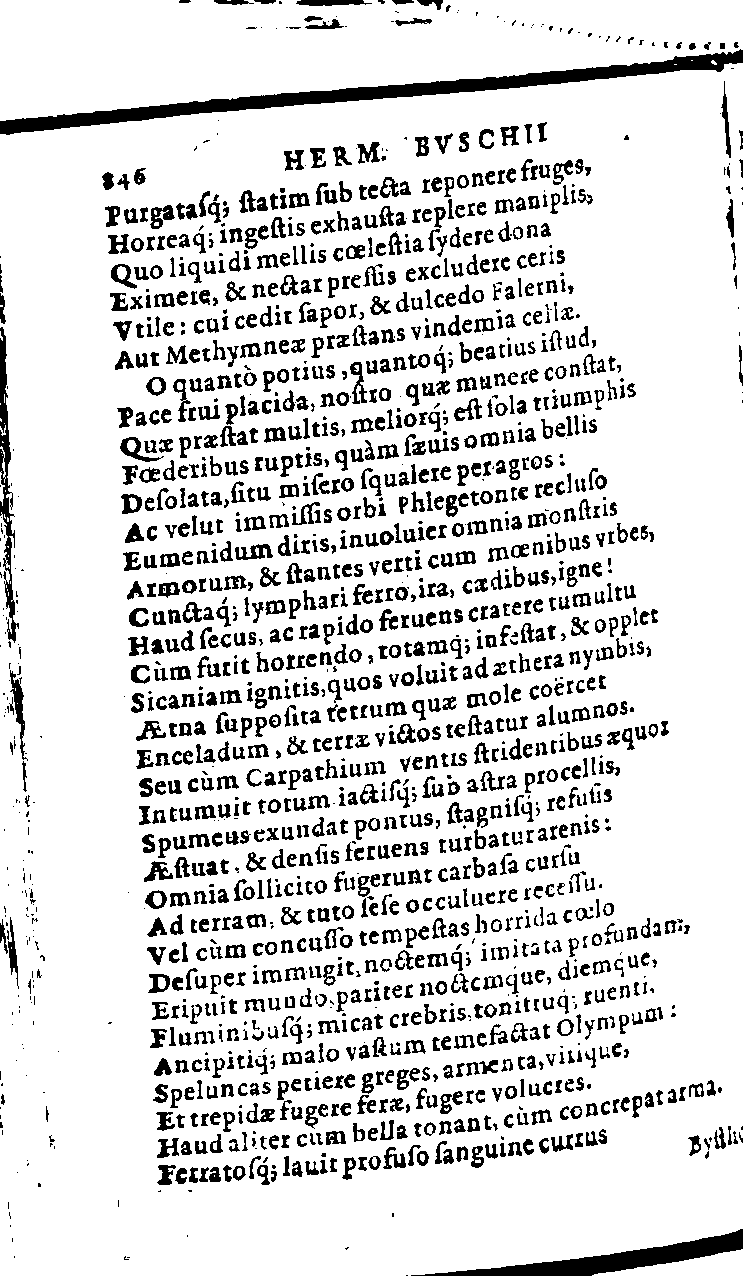 846 HERM. BVSCHII
Purgataſq́; ſtatim ſub tecta reponere fruges,
Horreaq́; ingeſtis exhauſta replere maniplis,
Quo liquidi mellis cœleſtia ſydere dona
Eximere, & nectar preſſis excludere ceris
Vtile: cui cedit ſapor, & dulcedo Falerni,
Aut Methymneæ præſtans vindemia cellæ.
O quantò potius, quantoq́; beatius iſtud,
Pace frui placida, noſtro quæ munere conſtat,
Quæ præſtat multis, meliorq́; eſt ſola triumphis
Fœderibus ruptis, quàm ſæuis omnia bellis
Deſolata, ſitu miſero ſqualere per agros:
Ac velut immiſſis orbi Phlegetonte recluſo
Eumenidum diris, inuoluier omnia monſtris
Armorum, & ſtantes verti cum mœnibus vrbes,
Cunctaq́; lymphari ferro, ira, cædibus, igne!
Haud ſecus, ac rapido feruens cratere tumultu
Cùm furit horrendo, totamq́; infeſtat, & opplet
Sicaniam ignitis, quos voluit ad æthera nymbis,
Ætna ſuppoſita tetrum quæ mole coërcet
Enceladum, & terræ victos teſtatur alumnos.
Seu cùm Carpathium ventis ſtridentibus æquor
Intumuit totum iactiſq́; ſub aſtra procellis,
Spumeus exundat pontus, ſtagniſq́; refuſis
Æſtuat, & denſis feruens turbatur arenis:
Omnia ſollicito fugerunt carbaſa curſu
Ad terram, & tuto ſeſe occuluere receſſu.
Vel cùm concuſſo tempeſtas horrida cœlo
Deſuper immugit, noctemq́; imitata profundam,
Eripuit mundo, pariter noctemque, diemque,
Fluminibuſq́; micat crebris, tonitruq́; ruenti.
Ancipitiq́; malo vaſtum temefactat Olympum:
Speluncas petiere greges, armenta, virique,
Et trepidæ fugere feræ, fugere volucres.
Haud aliter cum bella tonant, cùm concrepat arma.
Ferratoſq́; lauit profuſo ſanguine currus